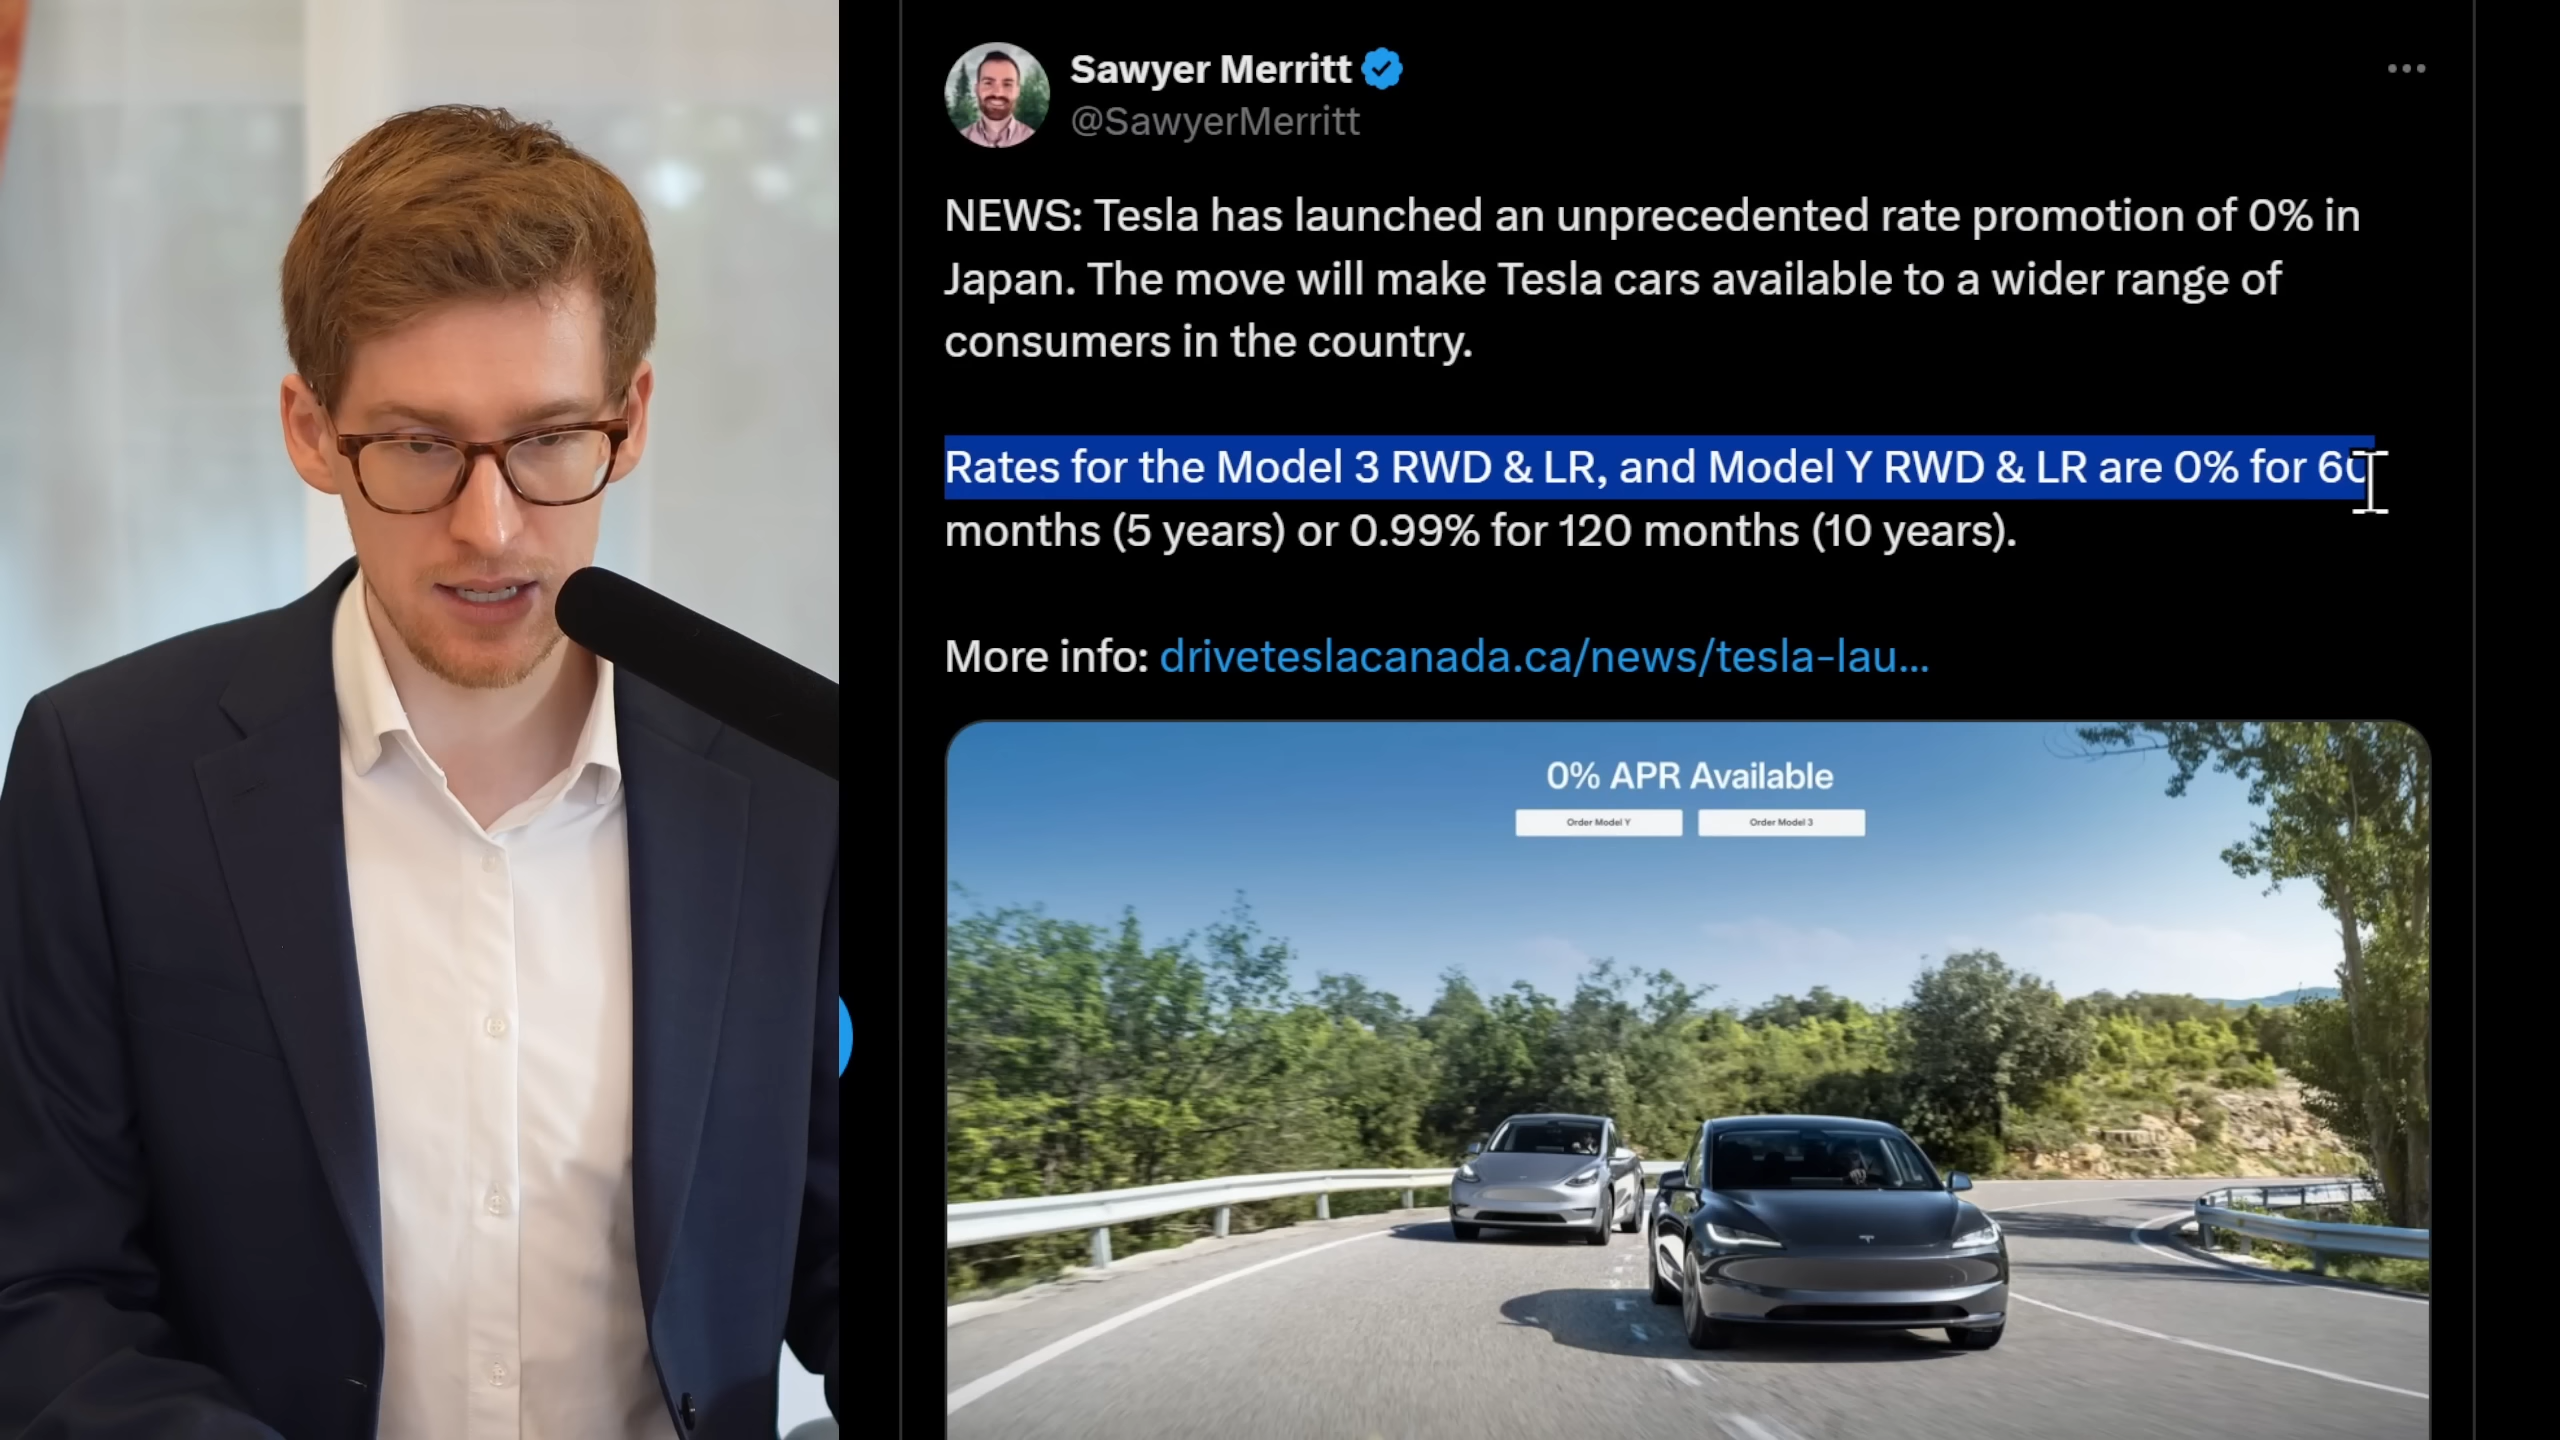 Sawyer Merritt
@SawyerMerritt
NEWS: Tesla has launched an unprecedented rate promotion of 0% in
Japan. The move will make Tesla cars available to a wider range of
consumers in the country.
Rates for the Model 3 RWD & LR, and Model Y RWD & LR are 0% for 60
months (5 years) or 0.99% for 120 months (10 years).
More info: driveteslacanada.ca/news/tesla-lau...
0% APR Available
Order Model Y
Order Model 3